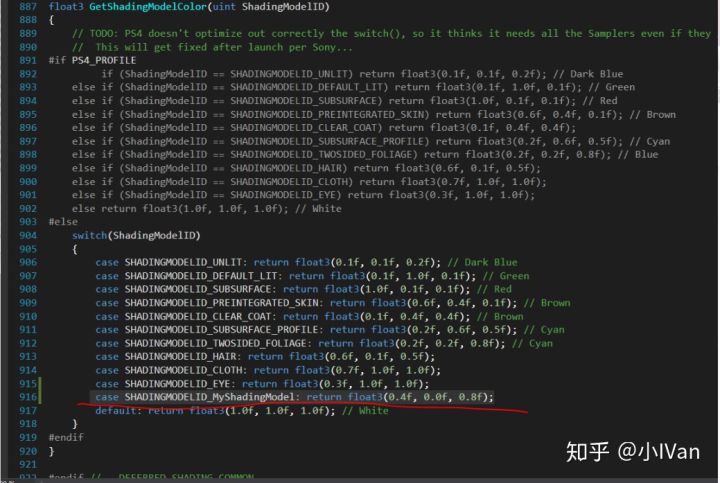 887 float3 GetShadingModelColor(uint ShadingModelID)
888 {
889 // TODO: PS4 doesn't optimize out correctly the switch(), so it thinks it needs all the Samplers even if they
890 // This will get fixed after launch per Sony...
891 #if PS4_PROFILE
892 if (ShadingModelID == SHADINGMODELID_UNLIT) return float3(0.1f, 0.1f, 0.2f); // Dark Blue
893 else if (ShadingModelID == SHADINGMODELID_DEFAULT_LIT) return float3(0.1f, 1.0f, 0.1f); // Green
894 else if (ShadingModelID == SHADINGMODELID_SUBSURFACE) return float3(1.0f, 0.1f, 0.1f); // Red
895 else if (ShadingModelID == SHADINGMODELID_PREINTEGRATED_SKIN) return float3(0.6f, 0.4f, 0.1f); // Brown
896 else if (ShadingModelID == SHADINGMODELID_CLEAR_COAT) return float3(0.1f, 0.4f, 0.4f);
897 else if (ShadingModelID == SHADINGMODELID_SUBSURFACE_PROFILE) return float3(0.2f, 0.6f, 0.5f); // Cyan
898 else if (ShadingModelID == SHADINGMODELID_TWOSIDED_FOLIAGE) return float3(0.2f, 0.2f, 0.8f); // Blue
899 else if (ShadingModelID == SHADINGMODELID_HAIR) return float3(0.6f, 0.1f, 0.5f);
900 else if (ShadingModelID == SHADINGMODELID_CLOTH) return float3(0.7f, 1.0f, 1.0f);
901 else if (ShadingModelID == SHADINGMODELID_EYE) return float3(0.3f, 1.0f, 1.0f);
902 else return float3(1.0f, 1.0f, 1.0f); // White
903 #else
904 switch(ShadingModelID)
905 {
906 case SHADINGMODELID_UNLIT: return float3(0.1f, 0.1f, 0.2f); // Dark Blue
907 case SHADINGMODELID_DEFAULT_LIT: return float3(0.1f, 1.0f, 0.1f); // Green
908 case SHADINGMODELID_SUBSURFACE: return float3(1.0f, 0.1f, 0.1f); // Red
909 case SHADINGMODELID_PREINTEGRATED_SKIN: return float3(0.6f, 0.4f, 0.1f); // Brown
910 case SHADINGMODELID_CLEAR_COAT: return float3(0.1f, 0.4f, 0.4f); // Brown
911 case SHADINGMODELID_SUBSURFACE_PROFILE: return float3(0.2f, 0.6f, 0.5f); // Cyan
912 case SHADINGMODELID_TWOSIDED_FOLIAGE: return float3(0.2f, 0.2f, 0.8f); // Cyan
913 case SHADINGMODELID_HAIR: return float3(0.6f, 0.1f, 0.5f);
914 case SHADINGMODELID_CLOTH: return float3(0.7f, 1.0f, 1.0f);
915 case SHADINGMODELID_EYE: return float3(0.3f, 1.0f, 1.0f);
916 case SHADINGMODELID_MyShadingModel: return float3(0.4f, 0.0f, 0.8f);
917 default: return float3(1.0f, 1.0f, 1.0f); // White
918 }
919 #endif
920 }
921
922 #endif // DEFERRED_SHADING_COMMON
知乎 @小IVan